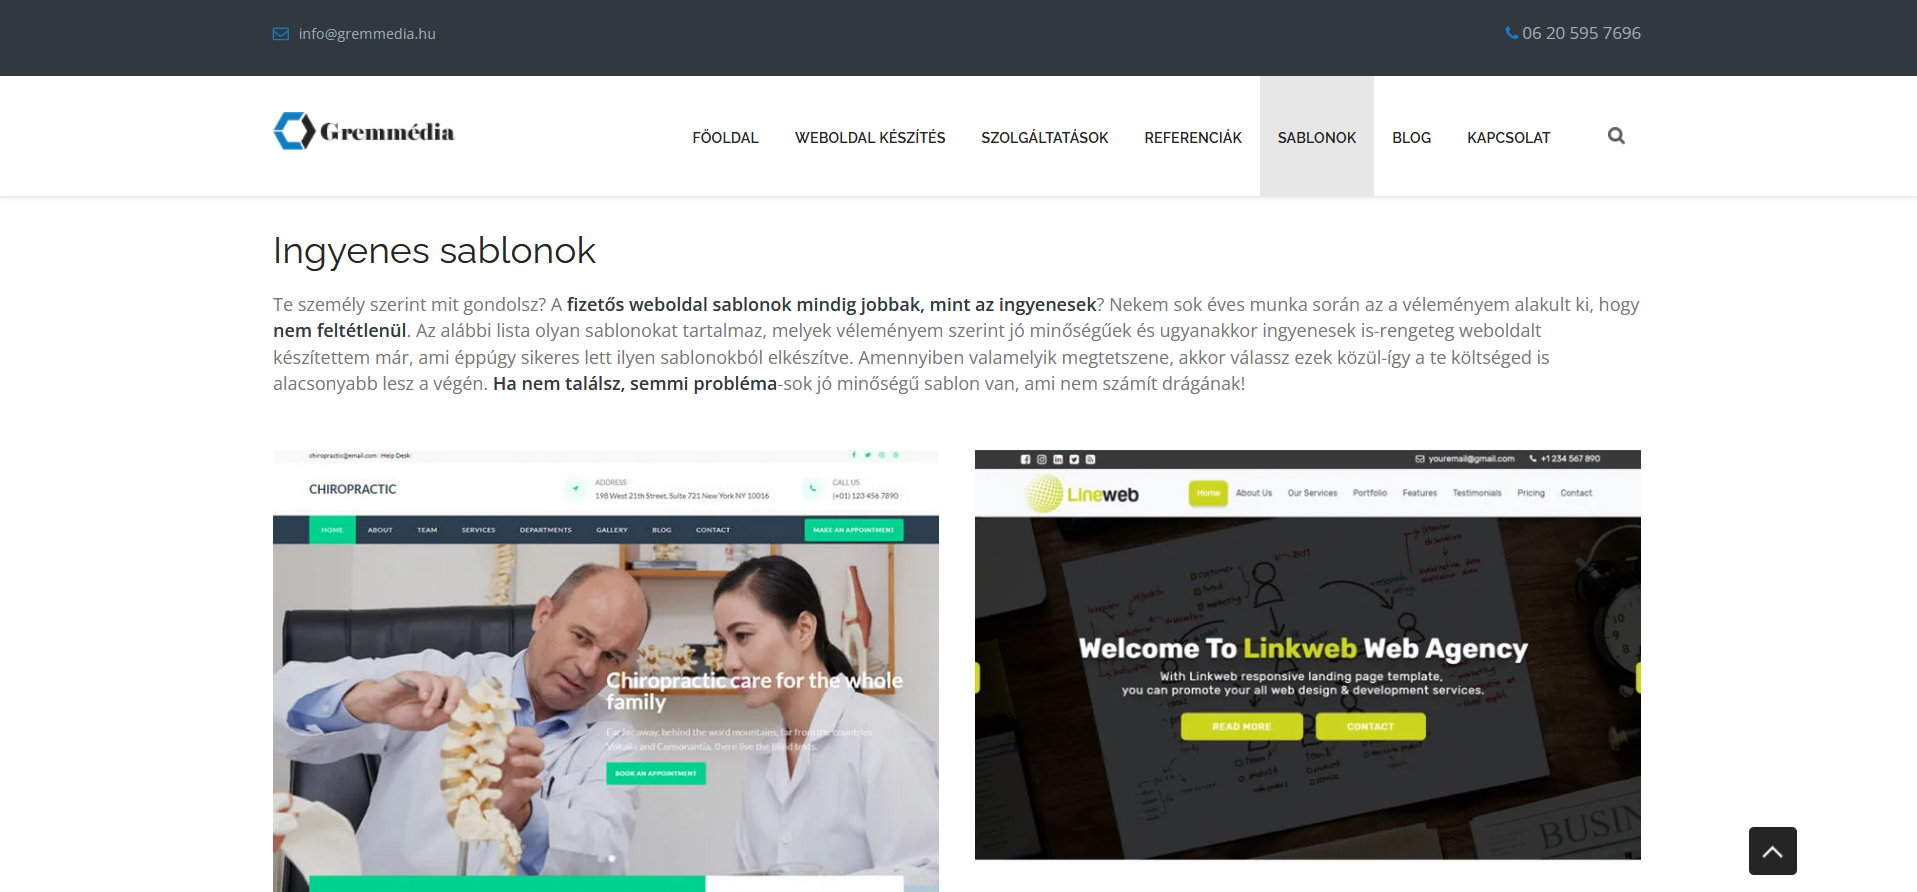 info@gremmedia.hu
06 20 595 7696
Gremmédia
FŐOLDAL WEBOLDAL KÉSZÍTÉS SZOLGÁLTATÁSOK REFERENCIÁK SABLONOK BLOG KAPCSOLAT
Ingyenes sablonok
Te személy szerint mit gondolsz? A fizetős weboldal sablonok mindig jobbak, mint az ingyenesek? Nekem sok éves munka során az a véleményem alakult ki, hogy
nem feltétlenül. Az alábbi lista olyan sablonokat tartalmaz, melyek véleményem szerint jó minőségűek és ugyanakkor ingyenesek is-rengeteg weboldalt
készítettem már, ami éppúgy sikeres lett ilyen sablonokból elkészítve. Amennyiben valamelyik megtetszene, akkor válassz ezek közül-így a te költséged is
alacsonyabb lesz a végén. Ha nem találsz, semmi probléma-sok jó minőségű sablon van, ami nem számít drágának!
chiropractic@email.com Help Desk
CHIROPRACTIC
ADDRESS
198 West 21th Street, Suite 721 New York NY 10016
CALL US
(+01) 123 456 7890
HOME ABOUT TEAM SERVICES DEPARTMENTS GALLERY BLOG CONTACT MAKE AN APPOINTMENT
Chiropractic care for the whole
family
Far far away, behind the word mountains, far from the countries
Vokalia and Consonantia, there live the blind texts.
BOOK AN APPOINTMENT
youremail@gmail.com +1 234 567 890
Lineweb
Home About Us Our Services Portfolio Features Testimonials Pricing Contact
Welcome To Linkweb Web Agency
With Linkweb responsive landing page template,
you can promote your all web design & development services.
READ MORE CONTACT
BUSIN